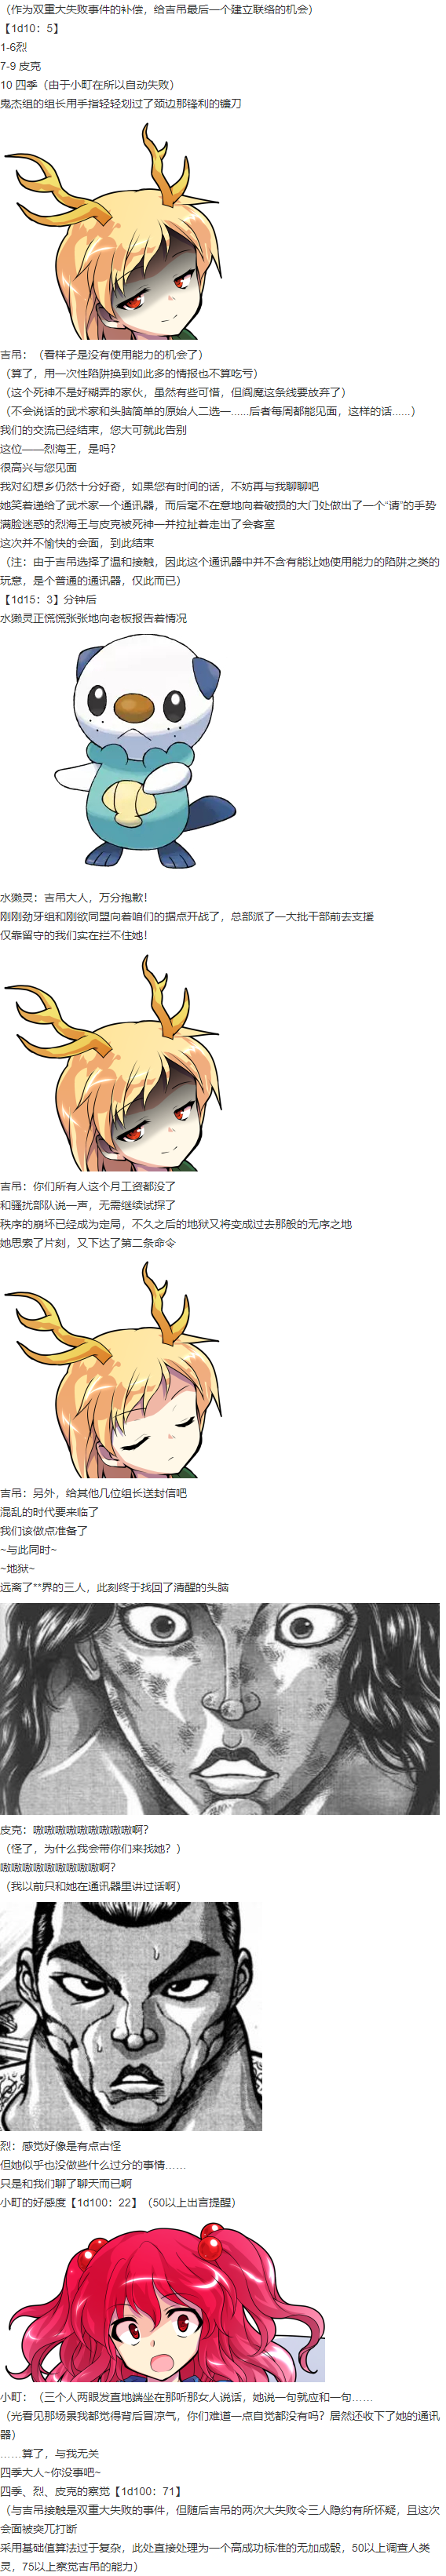 （作为双重大失败事件的补偿，给吉吊最后一个建立联络的机会）
【1d10：5】
1-6烈
7-9 皮克
10 四季（由于小町在所以自动失败）
鬼杰组的组长用手指轻轻划过了颈边那锋利的镰刀
吉吊：（看样子是没有使用能力的机会了）
（算了，用一次性陷阱换到如此多的情报也不算吃亏）
（这个死神不是好糊弄的家伙，虽然有些可惜，但阎魔这条线要放弃了）
（不会说话的武术家和头脑简单的原始人二选一......后者每周都能见面，这样的话......）
我们的交流已经结束，您大可就此告别
这位——烈海王，是吗？
很高兴与您见面
我对幻想乡仍然十分好奇，如果您有时间的话，不妨再与我聊聊吧
她笑着递给了武术家一个通讯器，而后毫不在意地向着破损的大门处做出了一个“请”的手势
满脸迷惑的烈海王与皮克被死神一并拉扯着走出了会客室
这次并不愉快的会面，到此结束
（注：由于吉吊选择了温和接触，因此这个通讯器中并不含有能让她使用能力的陷阱之类的
玩意，是个普通的通讯器，仅此而已）
【1d15：3】分钟后
水獭灵正慌慌张张地向老板报告着情况
水獭灵：吉吊大人，万分抱歉！
刚刚劲牙组和刚欲同盟向着咱们的据点开战了，总部派了一大批干部前去支援
仅靠留守的我们实在拦不住她！
吉吊：你们所有人这个月工资都没了
和骚扰部队说一声，无需继续试探了
秩序的崩坏已经成为定局，不久之后的地狱又将变成过去那般的无序之地
她思索了片刻，又下达了第二条命令
吉吊：另外，给其他几位组长送封信吧
混乱的时代要来临了
我们该做点准备了
~与此同时~
~地狱~
远离了**界的三人，此刻终于找回了清醒的头脑
皮克：嗷嗷嗷嗷嗷嗷嗷嗷嗷啊？
（怪了，为什么我会带你们来找她？）
嗷嗷嗷嗷嗷嗷嗷嗷嗷啊？
（我以前只和她在通讯器里讲过话啊）
烈：感觉好像是有点古怪
但她似乎也没做些什么过分的事情……
只是和我们聊了聊天而已啊
小町的好感度【1d100：22】（50以上出言提醒）
小町：（三个人两眼发直地端坐在那听那女人说话，她说一句就应和一句……
（光看见那场景我都觉得背后冒凉气，你们难道一点自觉都没有吗？居然还收下了她的通讯
器）
……算了，与我无关
四季大人~你没事吧~
四季、烈、皮克的察觉【1d100：71】
（与吉吊接触是双重大失败的事件，但随后吉吊的两次大失败令三人隐约有所怀疑，且这次
会面被突兀打断
采用基础值算法过于复杂，此处直接处理为一个高成功标准的无加成骰，50以上调查人类
灵，75以上察觉吉吊的能力）